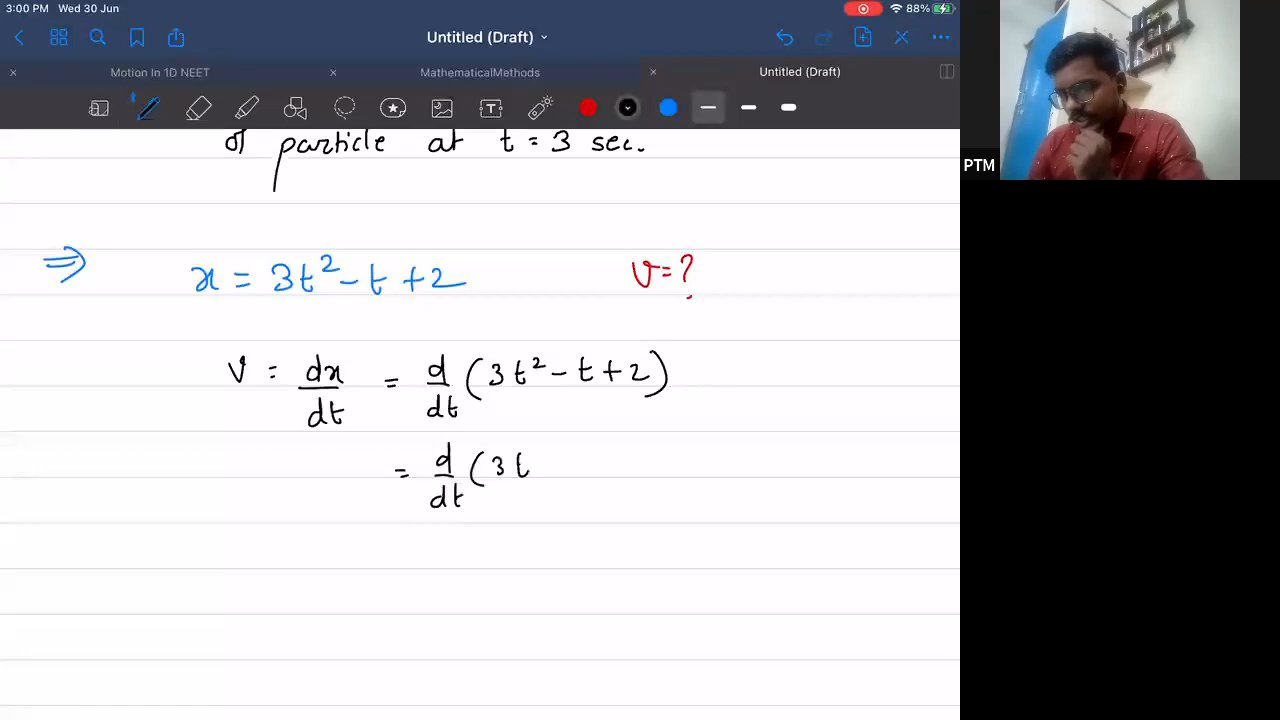 3:00 PM Wed 30 Jun 88%
Untitled (Draft)
Motion In 1D NEET MathematicalMethods Untitled (Draft)
of particle at t = 3 sec.
PTM
⇒ x = 3t² - t + 2 v = ?
v = dx/dt = d/dt (3t² - t + 2)
= d/dt (3t